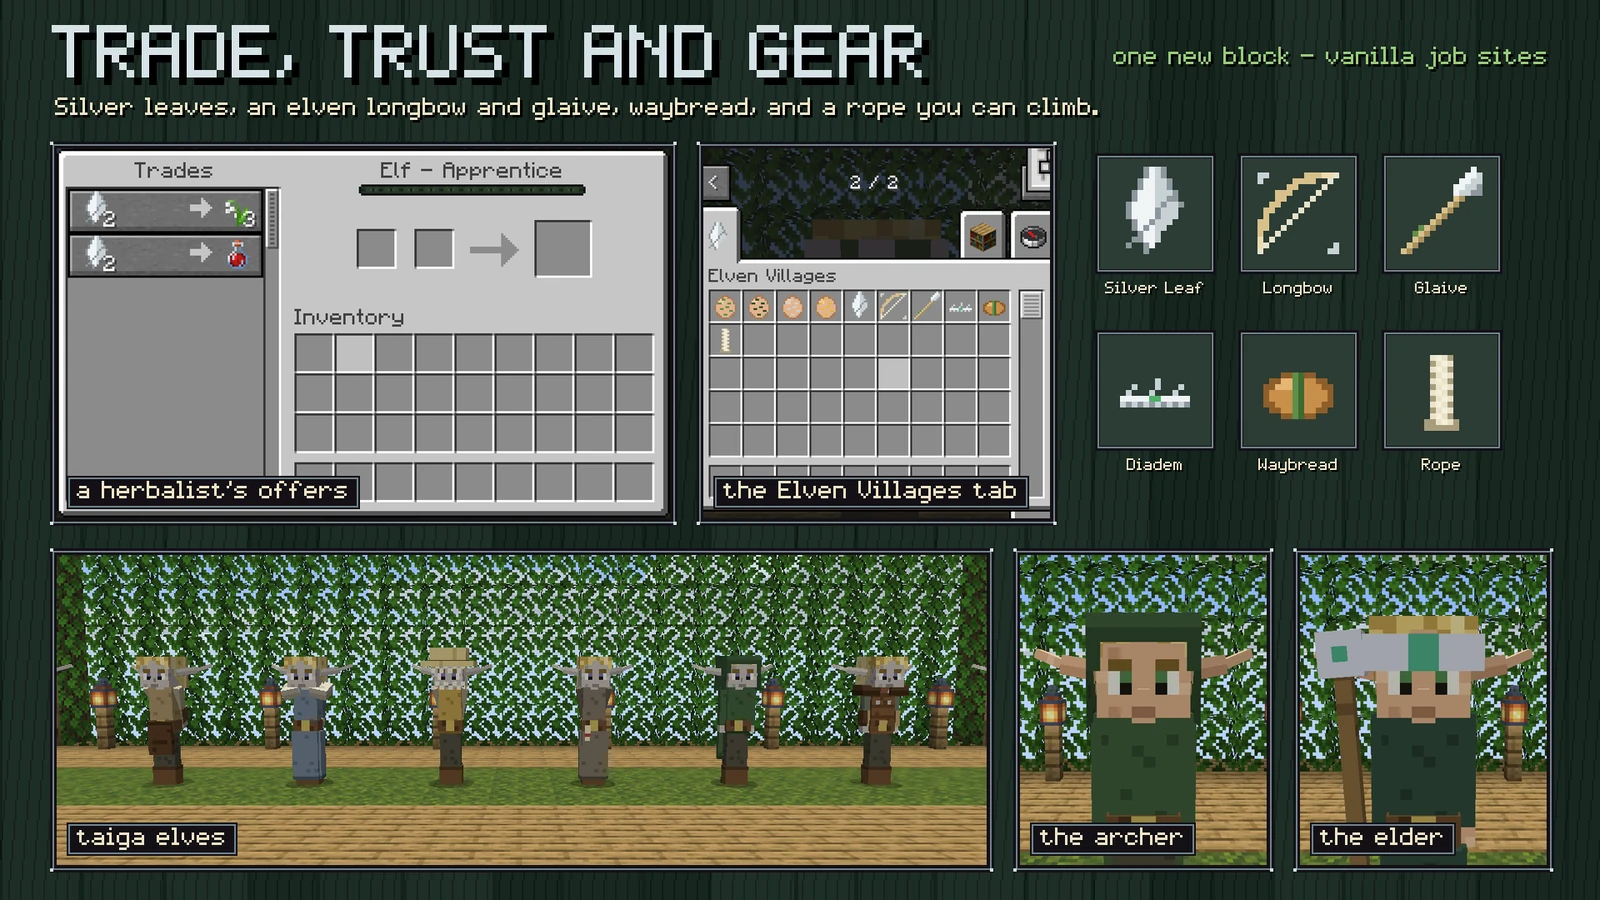 TRADE, TRUST AND GEAR
one new block – vanilla job sites
Silver leaves, an elven longbow and glaive, waybread, and a rope you can climb.
Trades
Elf – Apprentice
2
3
2
Inventory
a herbalist's offers
2 / 2
Elven Villages
the Elven Villages tab
Silver Leaf
Longbow
Glaive
Diadem
Waybread
Rope
taiga elves
the archer
the elder